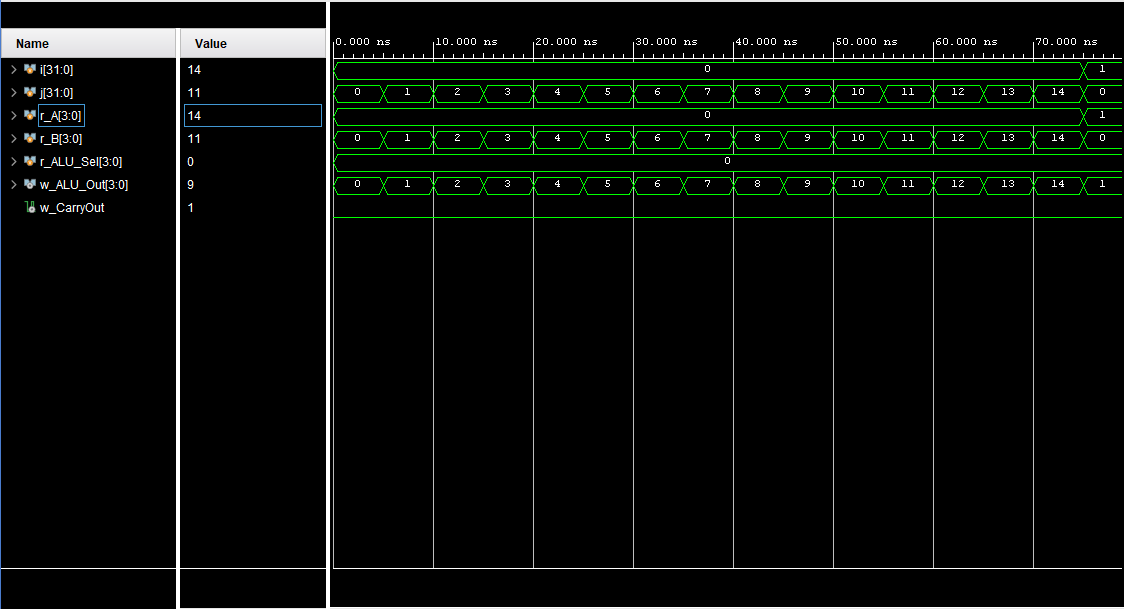 Name Value
0.000 ns 10.000 ns 20.000 ns 30.000 ns 40.000 ns 50.000 ns 60.000 ns 70.000 ns
i[31:0] 14 0 1
j[31:0] 11 0 1 2 3 4 5 6 7 8 9 10 11 12 13 14 0
r_A[3:0] 14 0 1
r_B[3:0] 11 0 1 2 3 4 5 6 7 8 9 10 11 12 13 14 0
r_ALU_Sel[3:0] 0 0
w_ALU_Out[3:0] 9 0 1 2 3 4 5 6 7 8 9 10 11 12 13 14 1
w_CarryOut 1